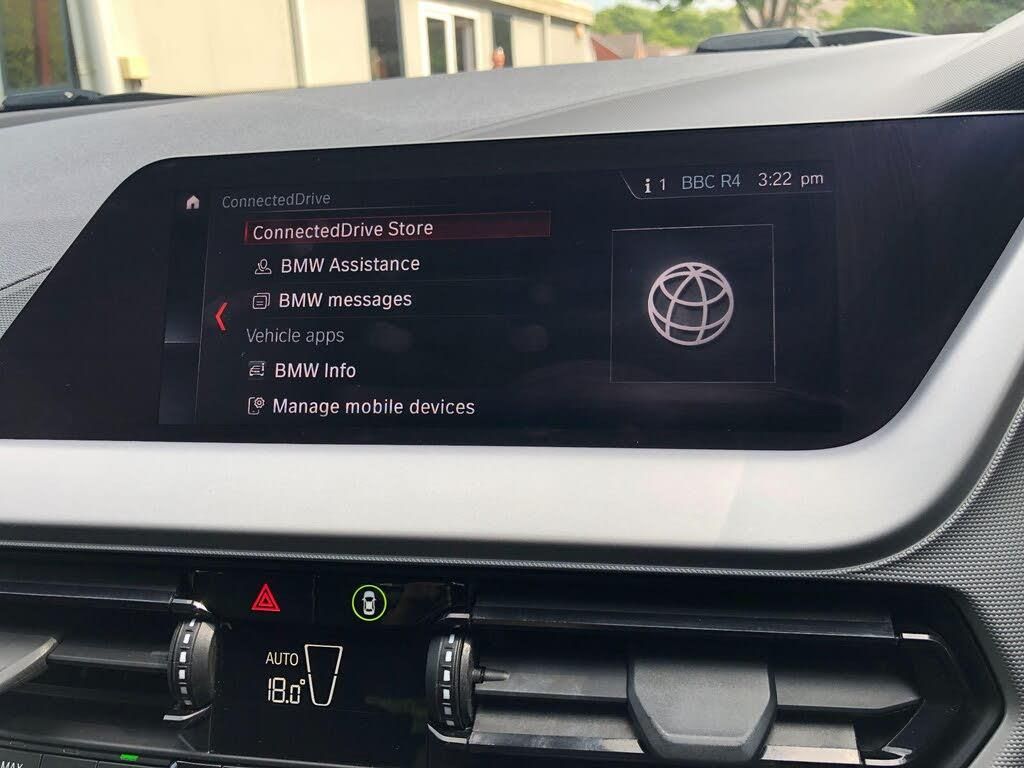 ConnectedDrive
i 1 BBC R4 3:22 pm
ConnectedDrive Store
BMW Assistance
BMW messages
Vehicle apps
BMW Info
Manage mobile devices
AUTO
18.0°
MAX